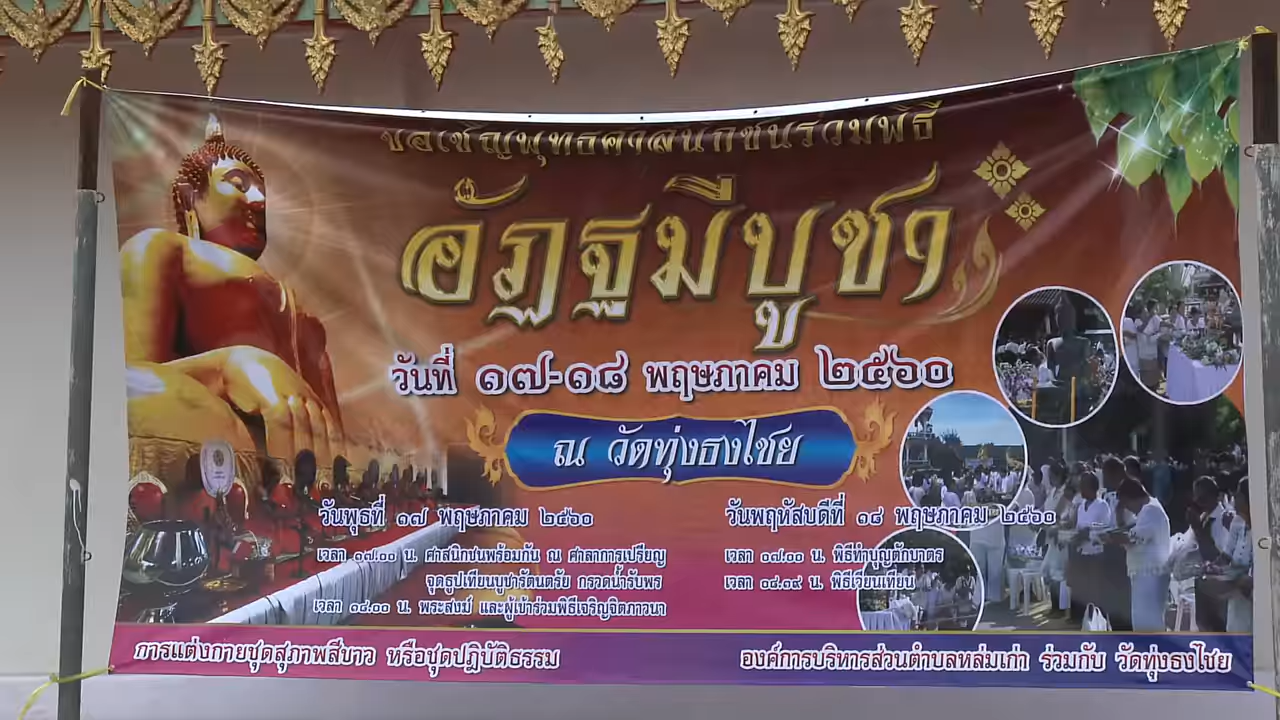 ขอเชิญพุทธศาสนิกชนร่วมพิธี
อัฏฐมีบูชา
วันที่ ๑๗-๑๘ พฤษภาคม ๒๕๖๐
ณ วัดทุ่งธงไชย
วันพุธที่ ๑๗ พฤษภาคม ๒๕๖๐
เวลา ๑๗.๐๐ น. ศาสนิกชนพร้อมกัน ณ ศาลาการเปรียญ
จุดธูปเทียนบูชารัตนตรัย กรวดน้ำรับพร
เวลา ๑๘.๐๐ น. พระสงฆ์ และผู้เข้าร่วมพิธีเจริญจิตภาวนา
วันพฤหัสบดีที่ ๑๘ พฤษภาคม ๒๕๖๐
เวลา ๐๗.๐๐ น. พิธีทำบุญตักบาตร
เวลา ๐๘.๐๙ น. พิธีเวียนเทียน
การแต่งกายชุดสุภาพสีขาว หรือชุดปฏิบัติธรรม
องค์การบริหารส่วนตำบลหล่มเก่า ร่วมกับ วัดทุ่งธงไชย